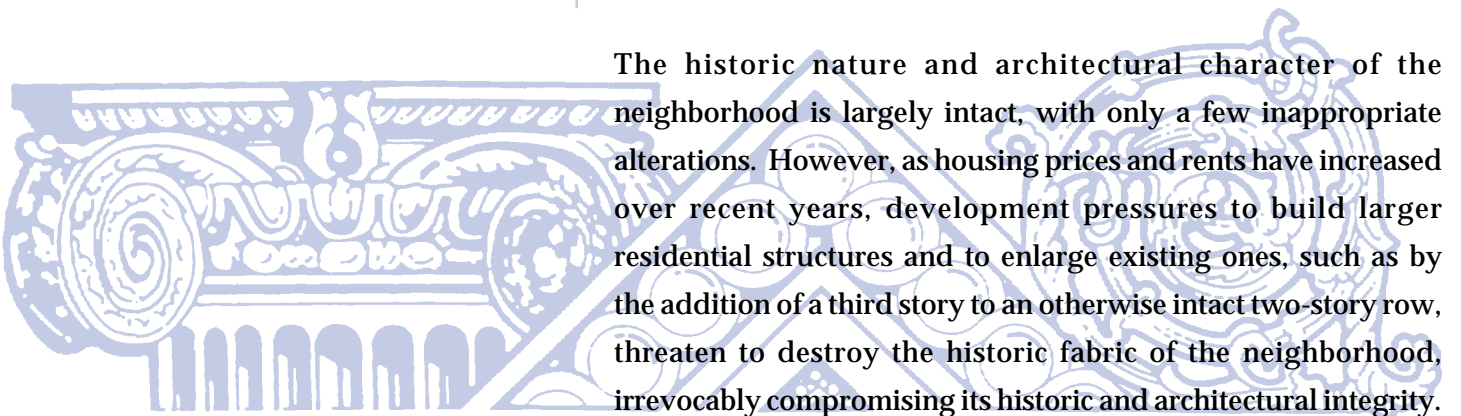 The historic nature and architectural character of the
neighborhood is largely intact, with only a few inappropriate
alterations. However, as housing prices and rents have increased
over recent years, development pressures to build larger
residential structures and to enlarge existing ones, such as by
the addition of a third story to an otherwise intact two-story row,
threaten to destroy the historic fabric of the neighborhood,
irrevocably compromising its historic and architectural integrity.